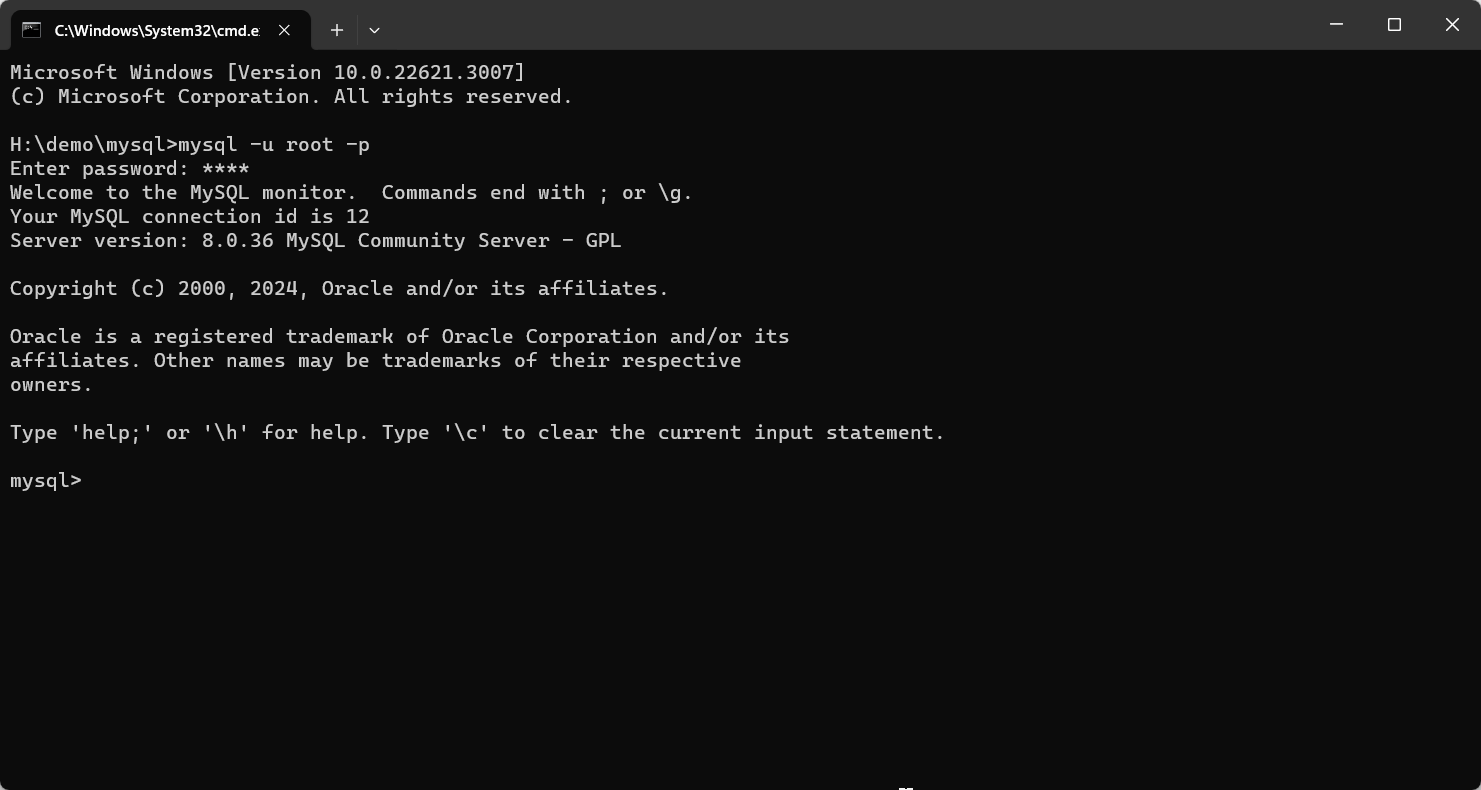 C:\Windows\System32\cmd.e
Microsoft Windows [Version 10.0.22621.3007]
(c) Microsoft Corporation. All rights reserved.
H:\demo\mysql>mysql -u root -p
Enter password: ****
Welcome to the MySQL monitor.  Commands end with ; or \g.
Your MySQL connection id is 12
Server version: 8.0.36 MySQL Community Server - GPL
Copyright (c) 2000, 2024, Oracle and/or its affiliates.
Oracle is a registered trademark of Oracle Corporation and/or its
affiliates. Other names may be trademarks of their respective
owners.
Type 'help;' or '\h' for help. Type '\c' to clear the current input statement.
mysql>